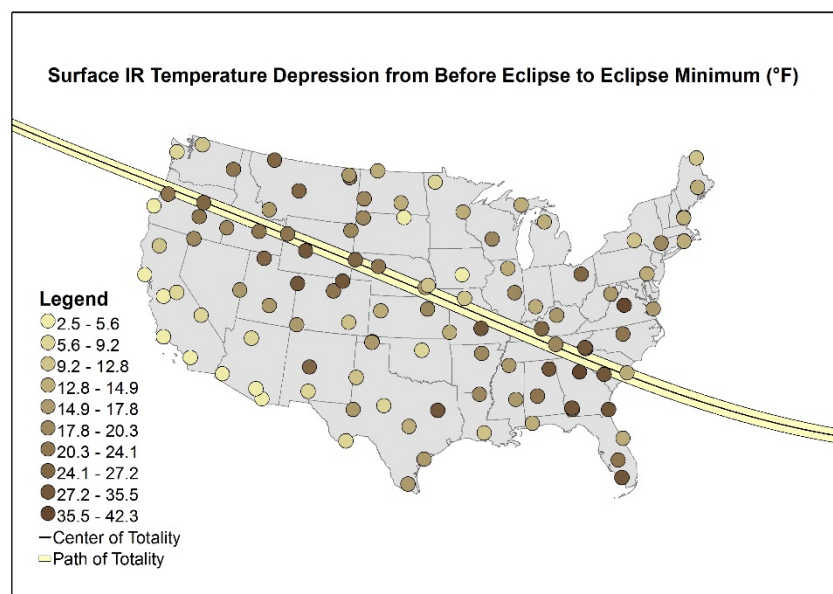 Surface IR Temperature Depression from Before Eclipse to Eclipse Minimum (°F)
Legend
2.5 - 5.6
5.6 - 9.2
9.2 - 12.8
12.8 - 14.9
14.9 - 17.8
17.8 - 20.3
20.3 - 24.1
24.1 - 27.2
27.2 - 35.5
35.5 - 42.3
Center of Totality
Path of Totality